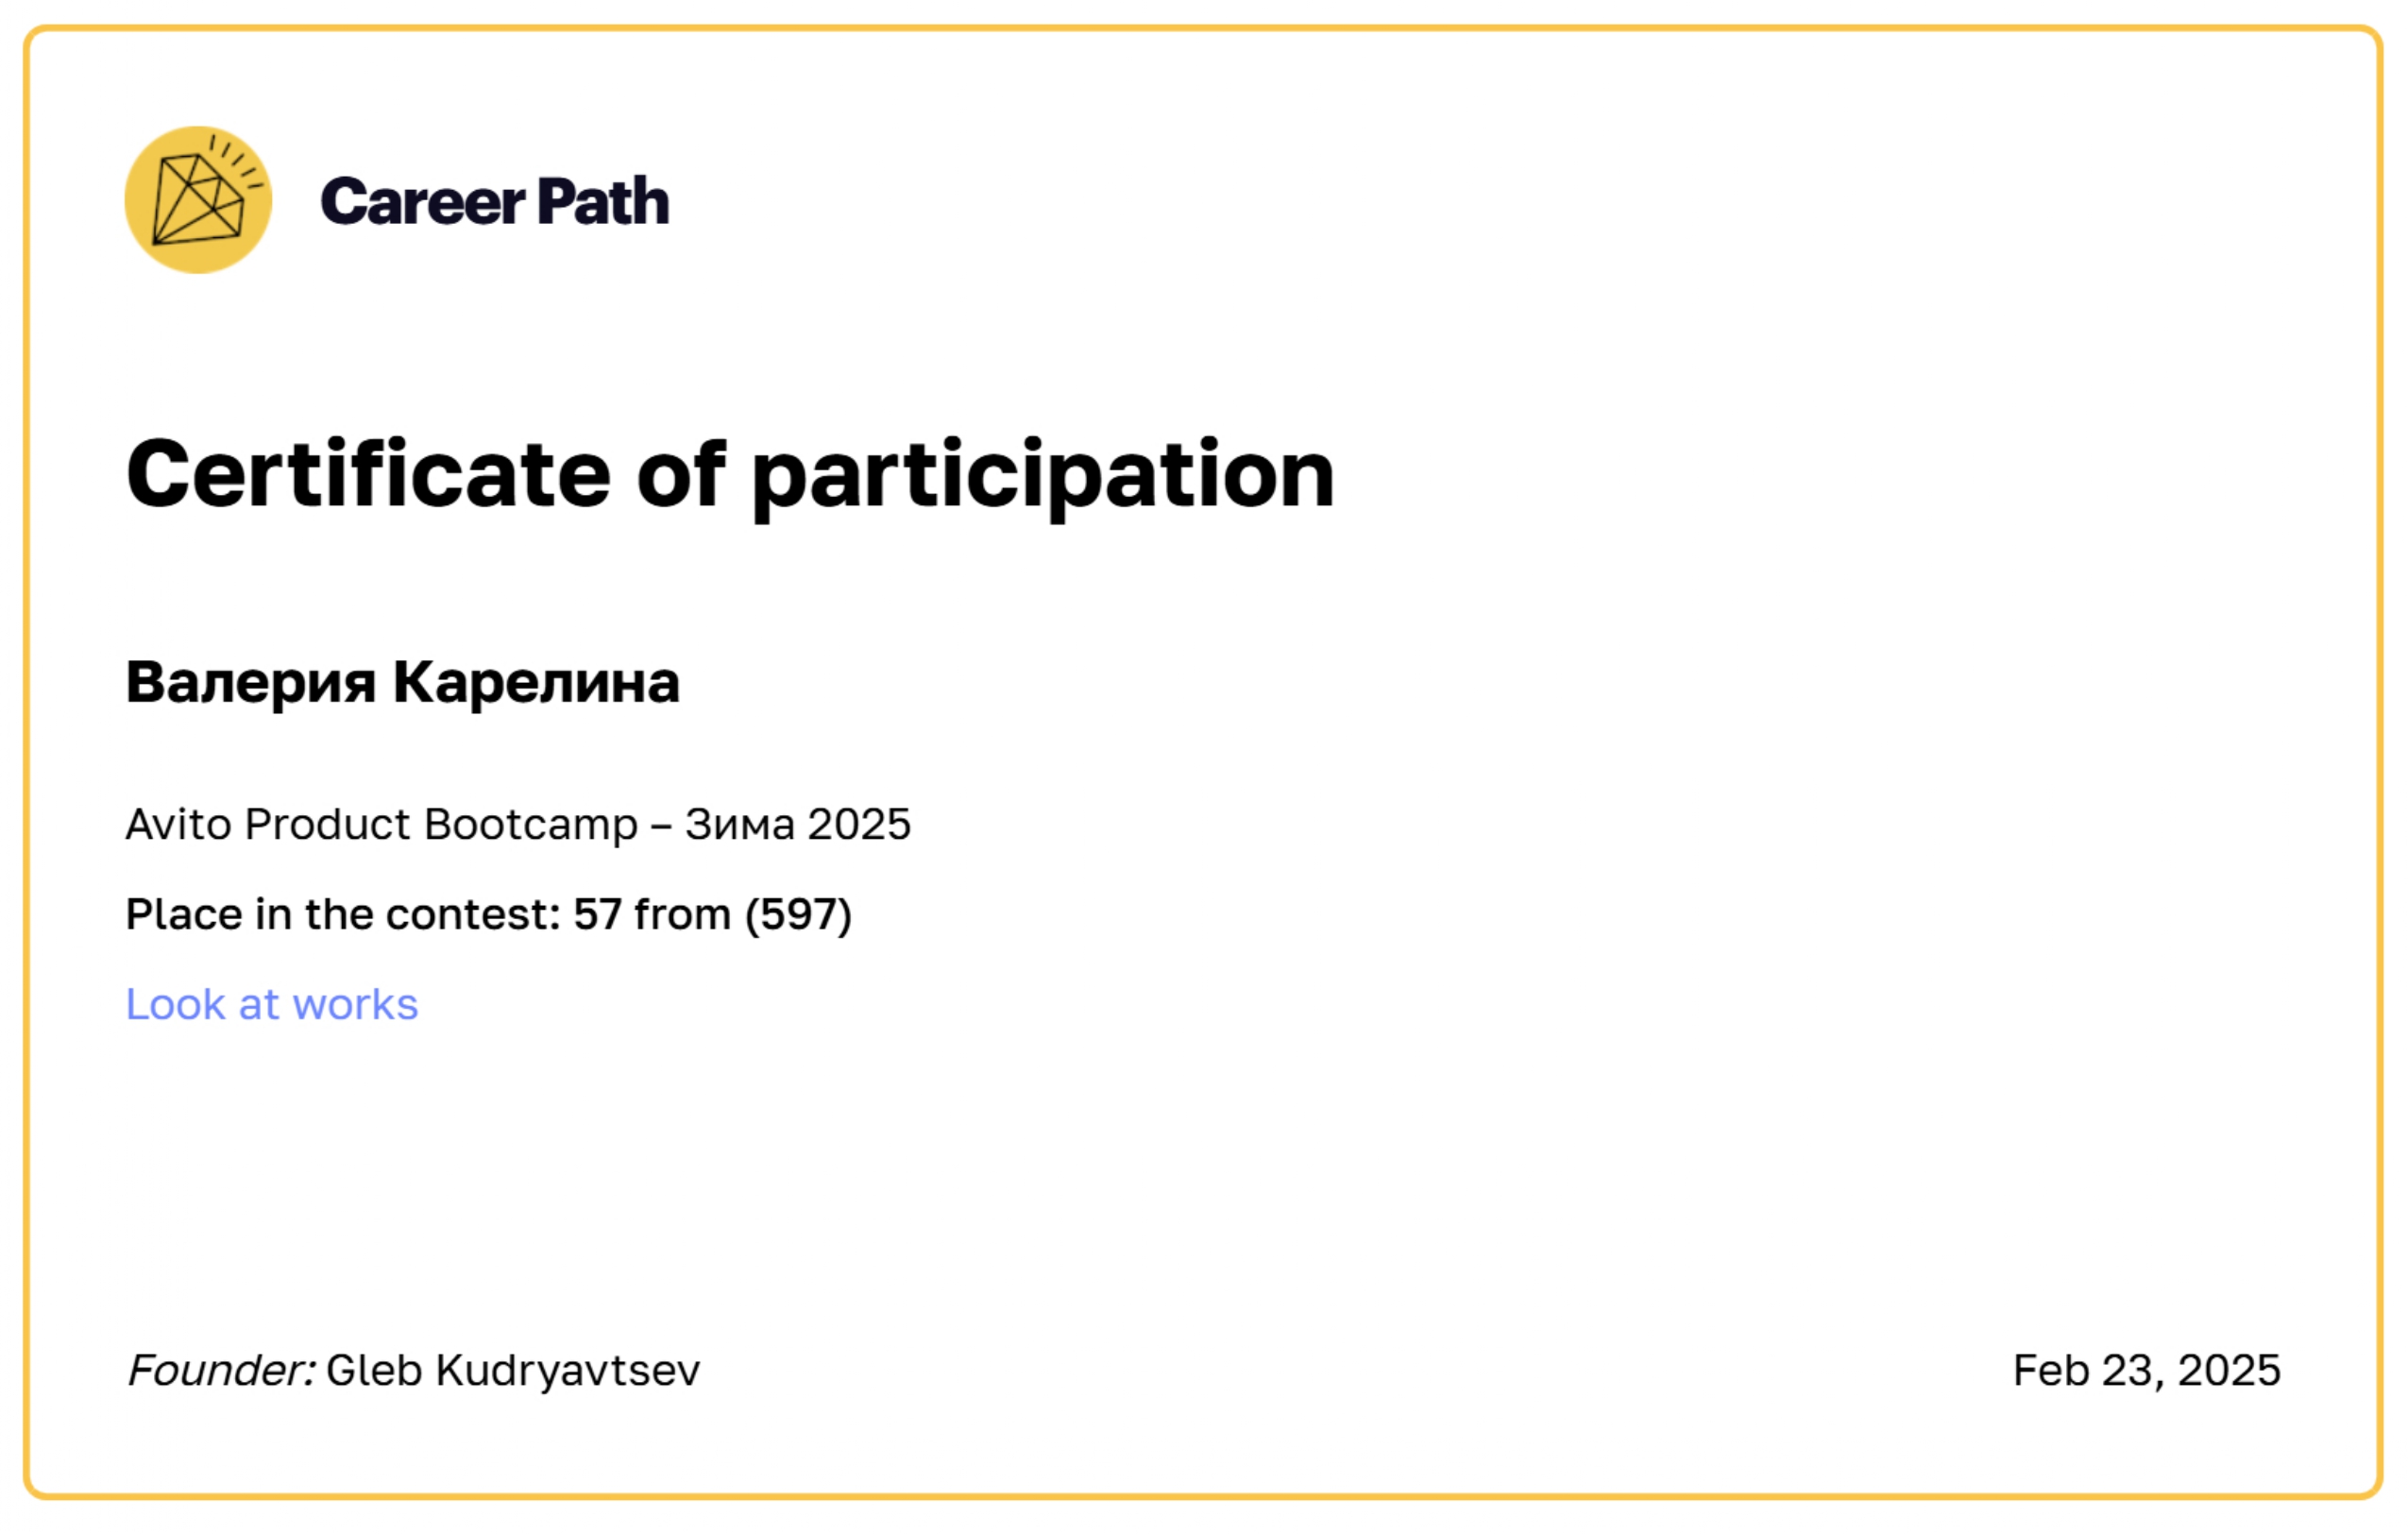 Career Path
Certificate of participation
Валерия Карелина
Avito Product Bootcamp – Зима 2025
Place in the contest: 57 from (597)
Look at works
Founder: Gleb Kudryavtsev
Feb 23, 2025